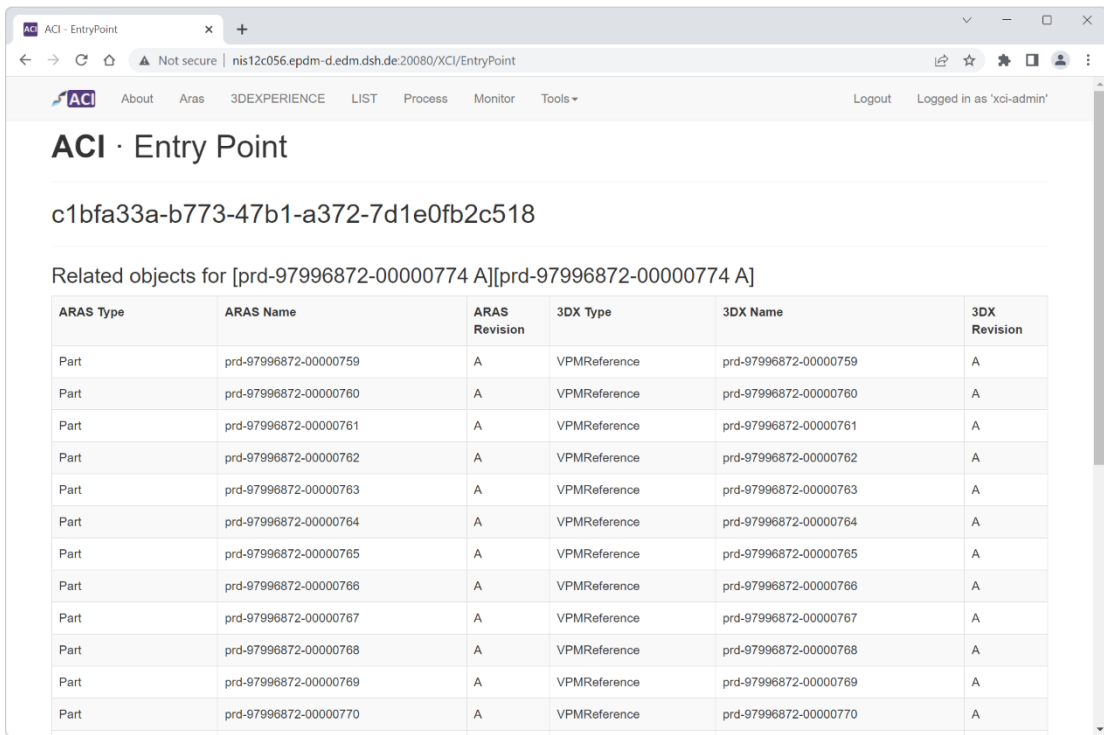 ACI ACI - EntryPoint
Not secure | nis12c056.epdm-d.edm.dsh.de:20080/XCI/EntryPoint
ACI About Aras 3DEXPERIENCE LIST Process Monitor Tools Logout Logged in as 'xci-admin'
ACI · Entry Point
c1bfa33a-b773-47b1-a372-7d1e0fb2c518
Related objects for [prd-97996872-00000774 A][prd-97996872-00000774 A]
ARAS Type ARAS Name ARAS Revision 3DX Type 3DX Name 3DX Revision
Part prd-97996872-00000759 A VPMReference prd-97996872-00000759 A
Part prd-97996872-00000760 A VPMReference prd-97996872-00000760 A
Part prd-97996872-00000761 A VPMReference prd-97996872-00000761 A
Part prd-97996872-00000762 A VPMReference prd-97996872-00000762 A
Part prd-97996872-00000763 A VPMReference prd-97996872-00000763 A
Part prd-97996872-00000764 A VPMReference prd-97996872-00000764 A
Part prd-97996872-00000765 A VPMReference prd-97996872-00000765 A
Part prd-97996872-00000766 A VPMReference prd-97996872-00000766 A
Part prd-97996872-00000767 A VPMReference prd-97996872-00000767 A
Part prd-97996872-00000768 A VPMReference prd-97996872-00000768 A
Part prd-97996872-00000769 A VPMReference prd-97996872-00000769 A
Part prd-97996872-00000770 A VPMReference prd-97996872-00000770 A